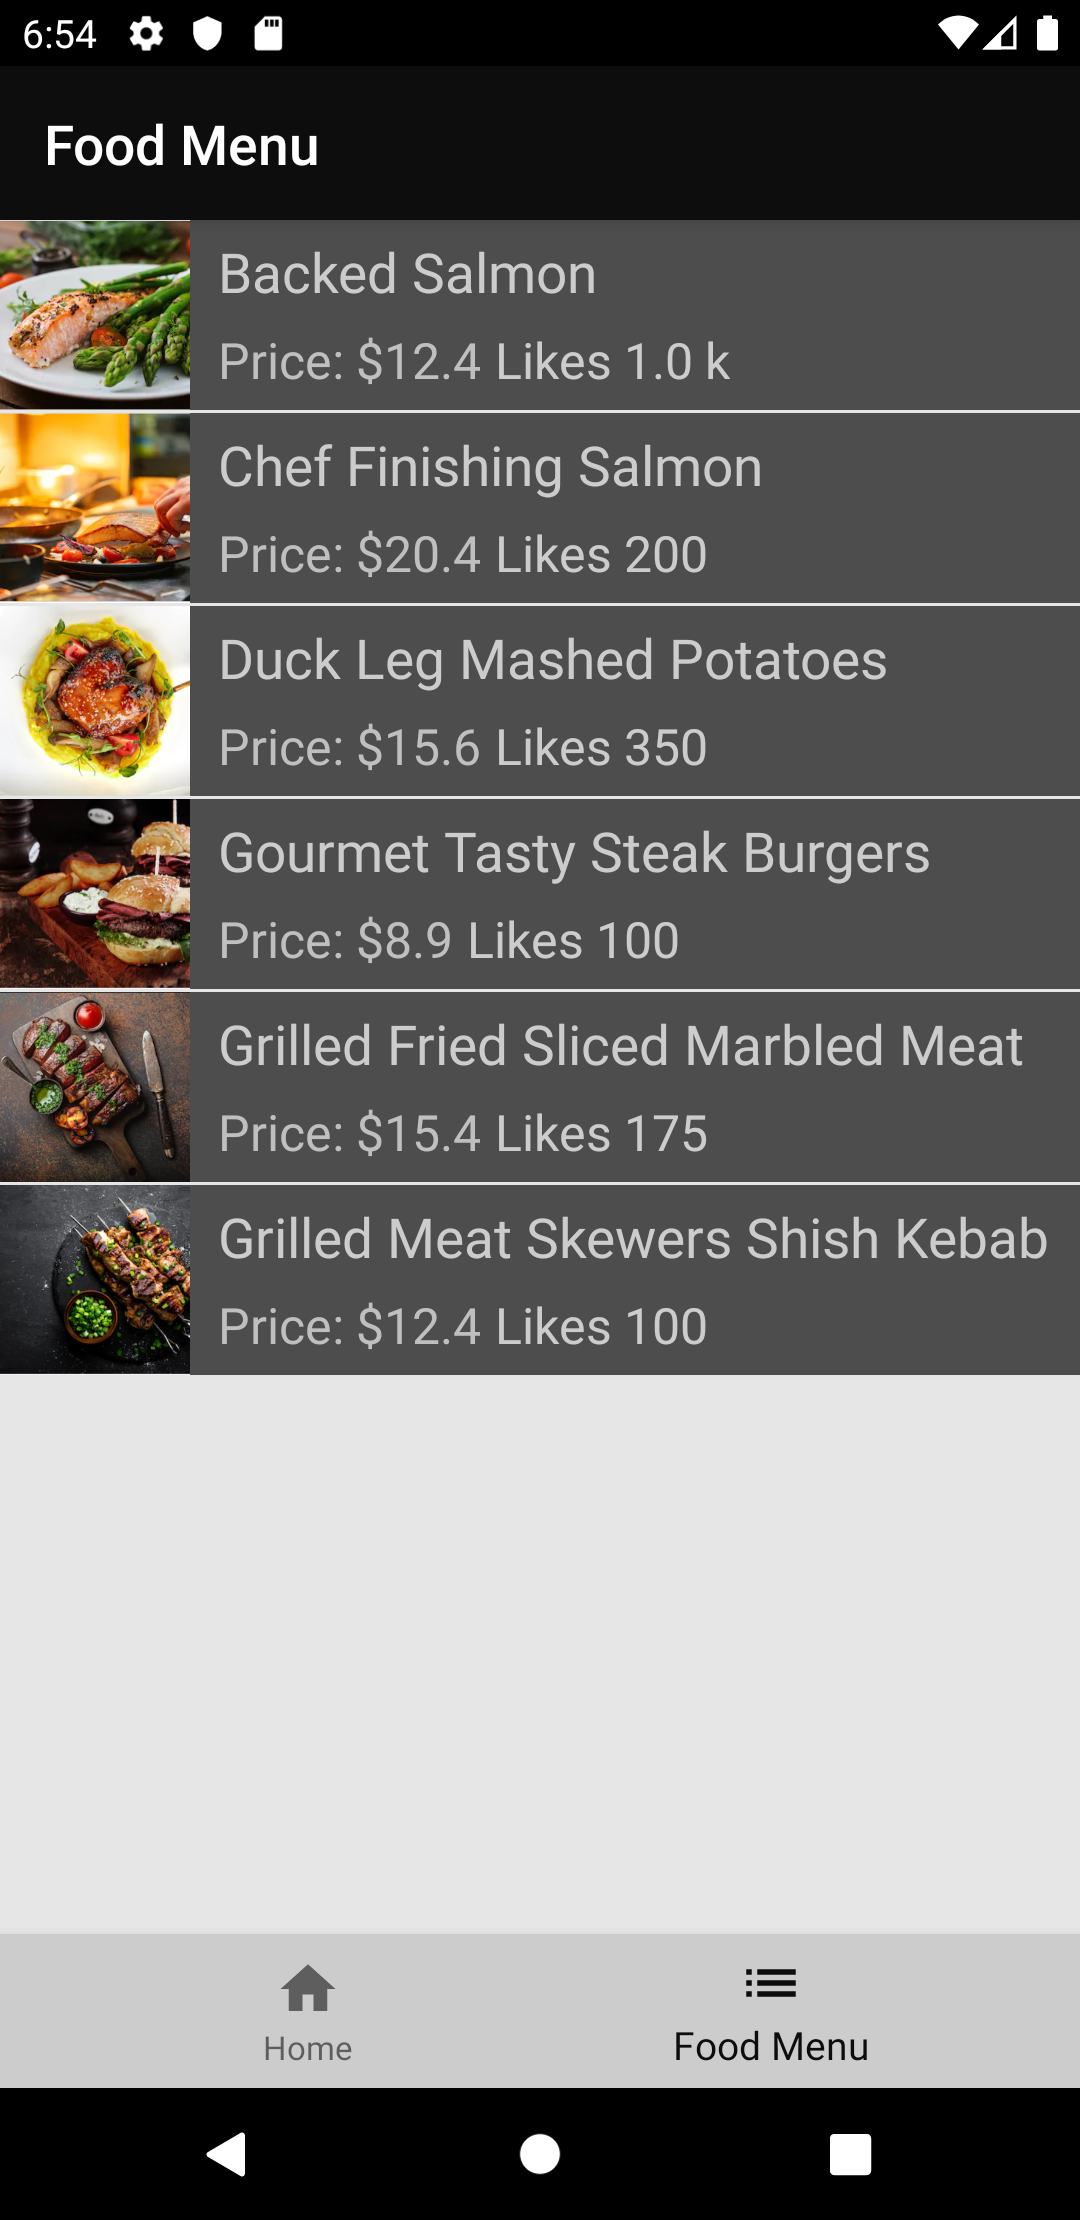 6:54
Food Menu
Backed Salmon
Price: $12.4 Likes 1.0 k
Chef Finishing Salmon
Price: $20.4 Likes 200
Duck Leg Mashed Potatoes
Price: $15.6 Likes 350
Gourmet Tasty Steak Burgers
Price: $8.9 Likes 100
Grilled Fried Sliced Marbled Meat
Price: $15.4 Likes 175
Grilled Meat Skewers Shish Kebab
Price: $12.4 Likes 100
Home
Food Menu